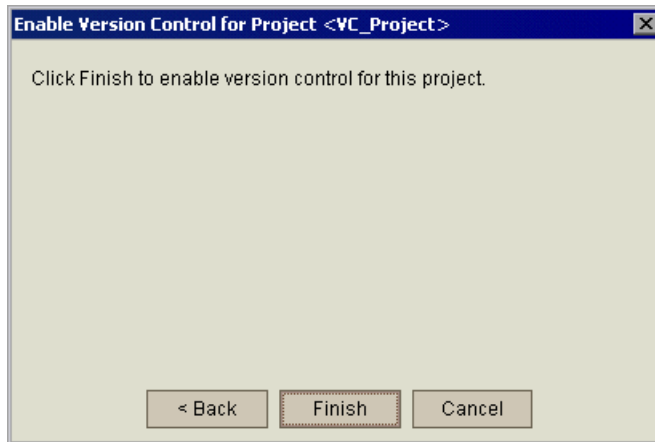 Enable Version Control for Project <VC_Project>
Click Finish to enable version control for this project.
< Back Finish Cancel